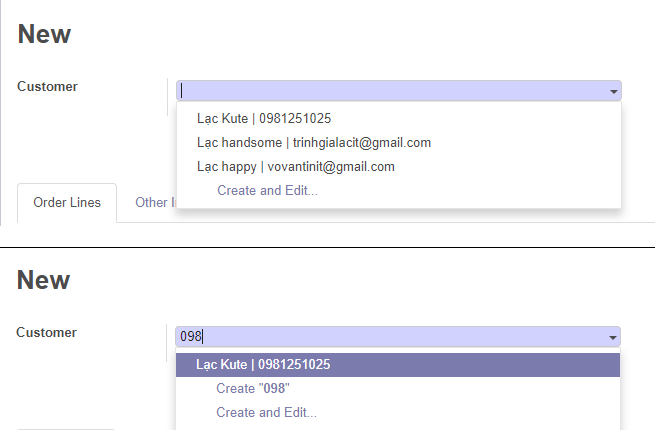 New
Customer
Lạc Kute | 0981251025
Lạc handsome | trinhgialacit@gmail.com
Lạc happy | vovantinit@gmail.com
Create and Edit...
Order Lines Other I
New
Customer 098
Lạc Kute | 0981251025
Create "098"
Create and Edit...